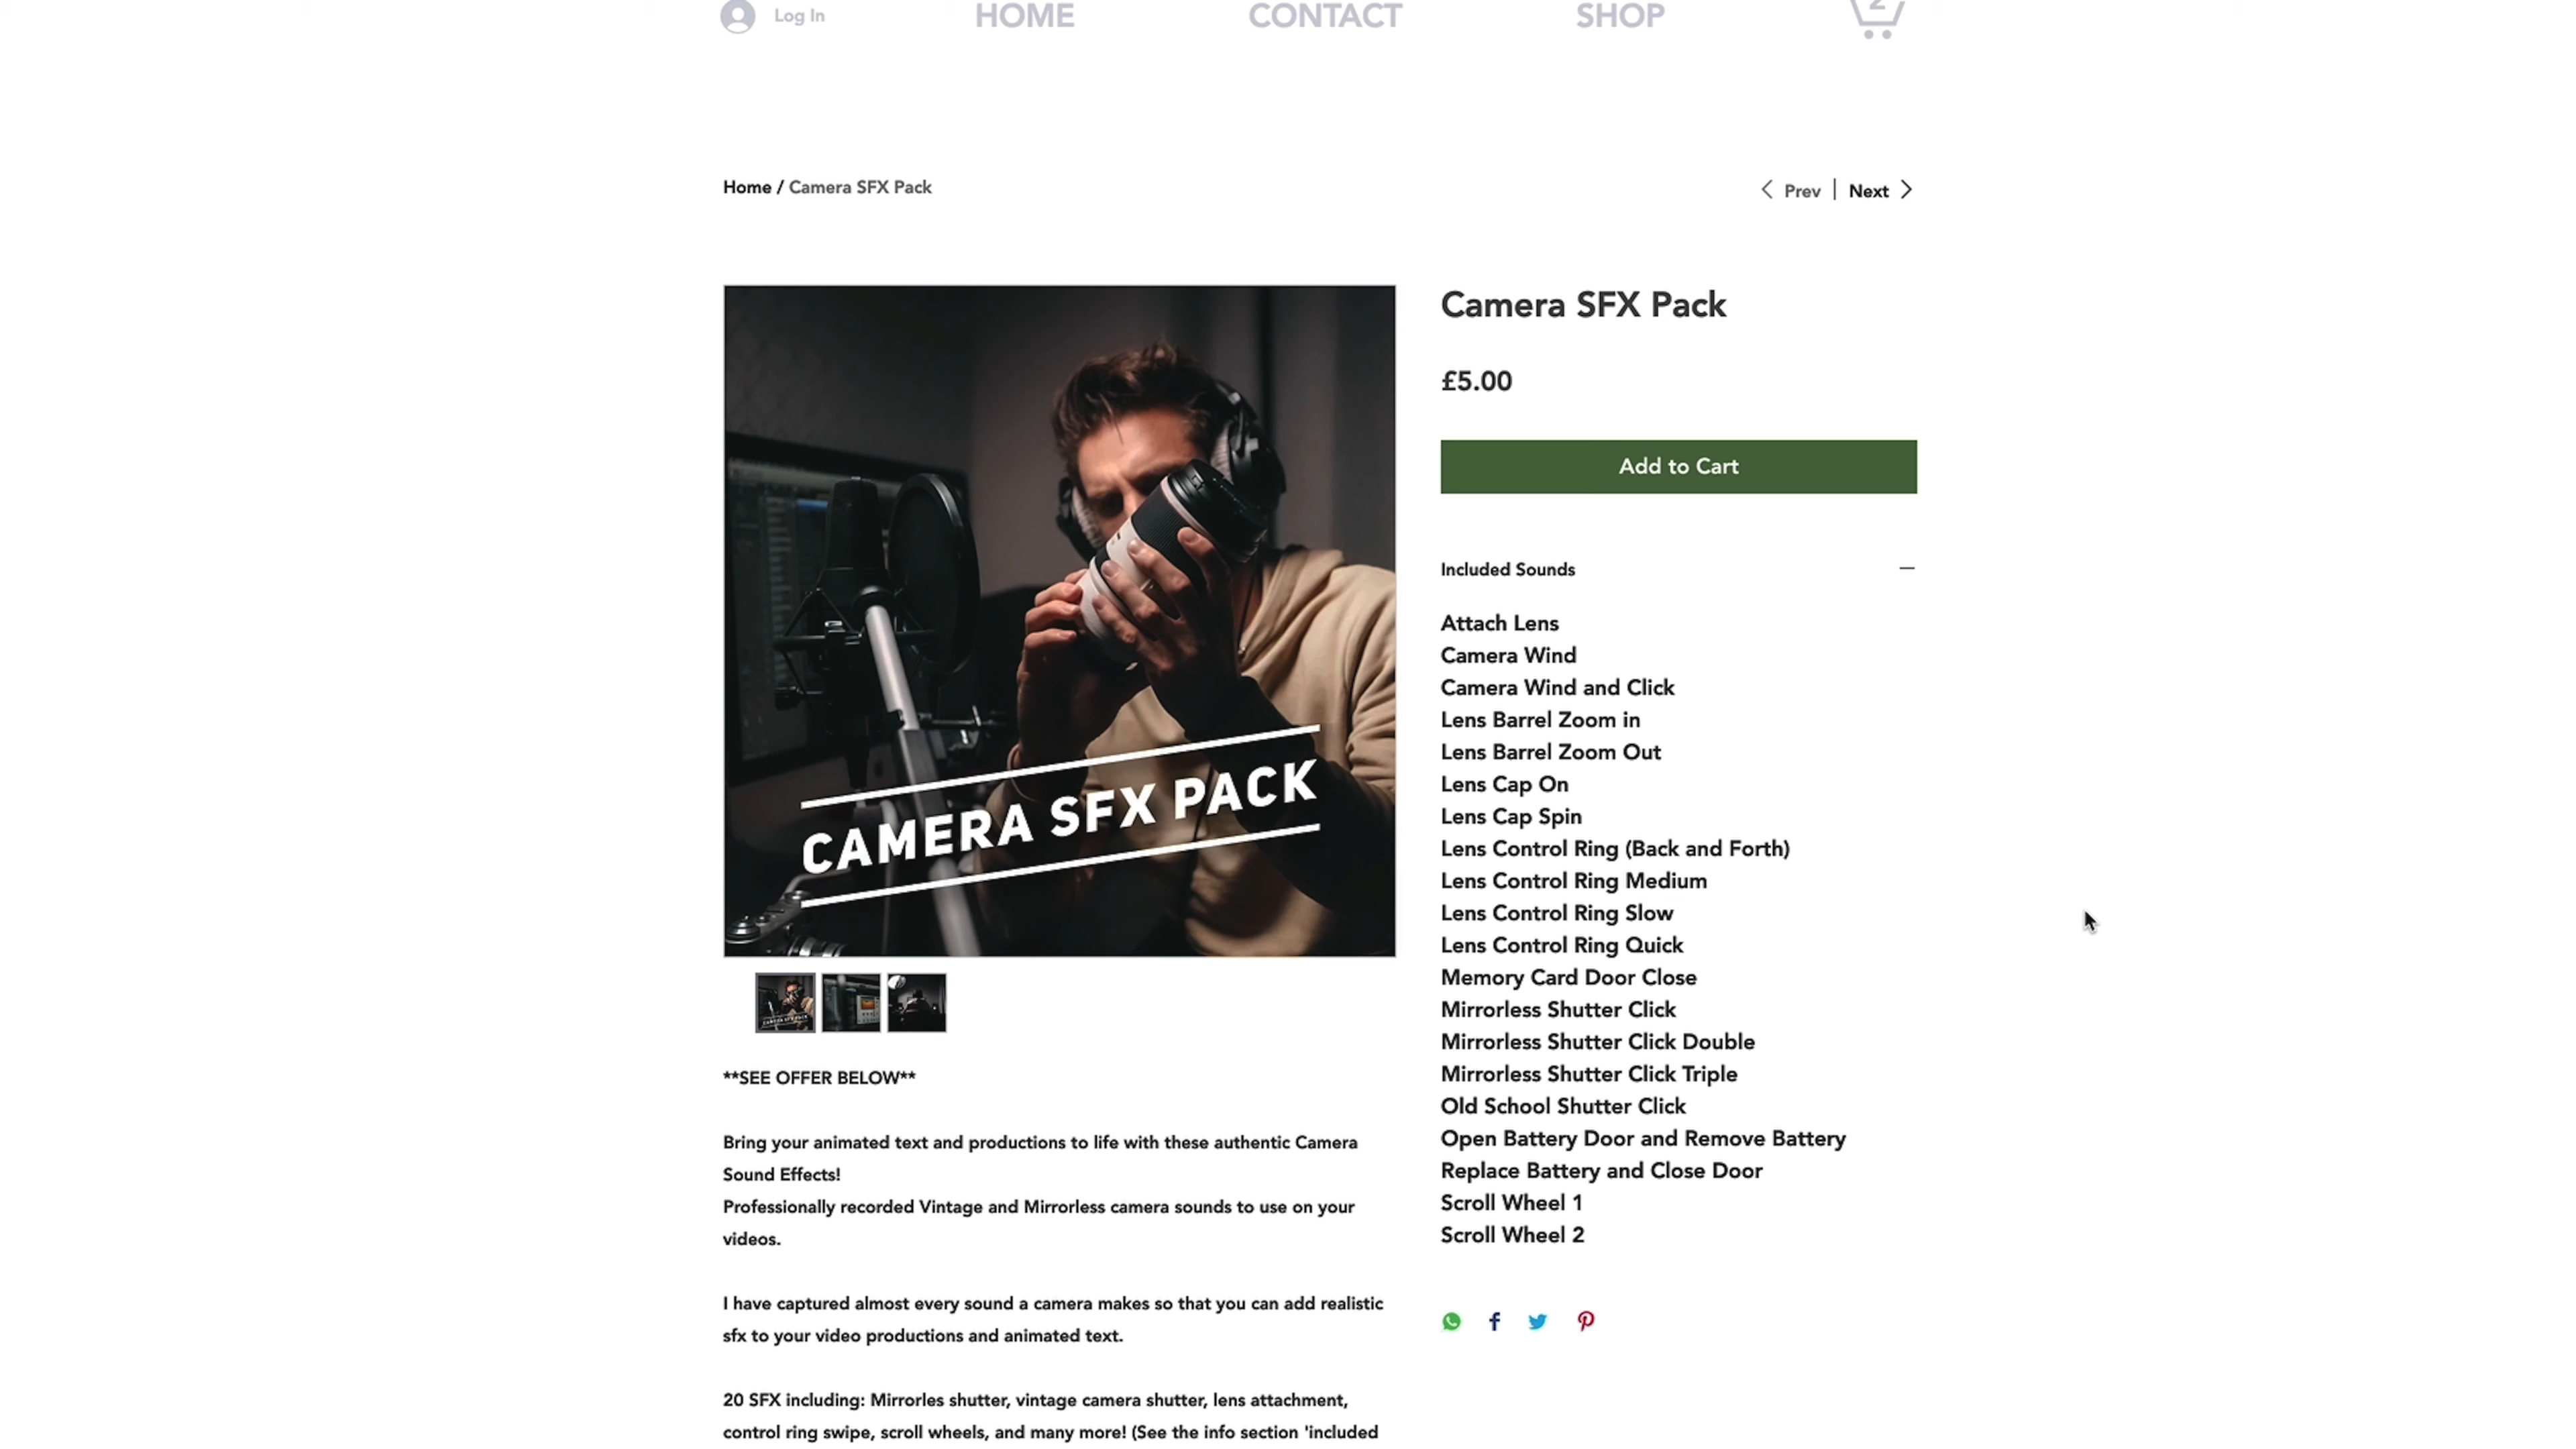 Log In
HOME
CONTACT
SHOP
2
Home / Camera SFX Pack
Prev | Next
CAMERA SFX PACK
Camera SFX Pack
£5.00
Add to Cart
Included Sounds
Attach Lens
Camera Wind
Camera Wind and Click
Lens Barrel Zoom in
Lens Barrel Zoom Out
Lens Cap On
Lens Cap Spin
Lens Control Ring (Back and Forth)
Lens Control Ring Medium
Lens Control Ring Slow
Lens Control Ring Quick
Memory Card Door Close
Mirrorless Shutter Click
Mirrorless Shutter Click Double
Mirrorless Shutter Click Triple
Old School Shutter Click
Open Battery Door and Remove Battery
Replace Battery and Close Door
Scroll Wheel 1
Scroll Wheel 2
**SEE OFFER BELOW**
Bring your animated text and productions to life with these authentic Camera
Sound Effects!
Professionally recorded Vintage and Mirrorless camera sounds to use on your
videos.
I have captured almost every sound a camera makes so that you can add realistic
sfx to your video productions and animated text.
20 SFX including: Mirrorles shutter, vintage camera shutter, lens attachment,
control ring swipe, scroll wheels, and many more! (See the info section 'included